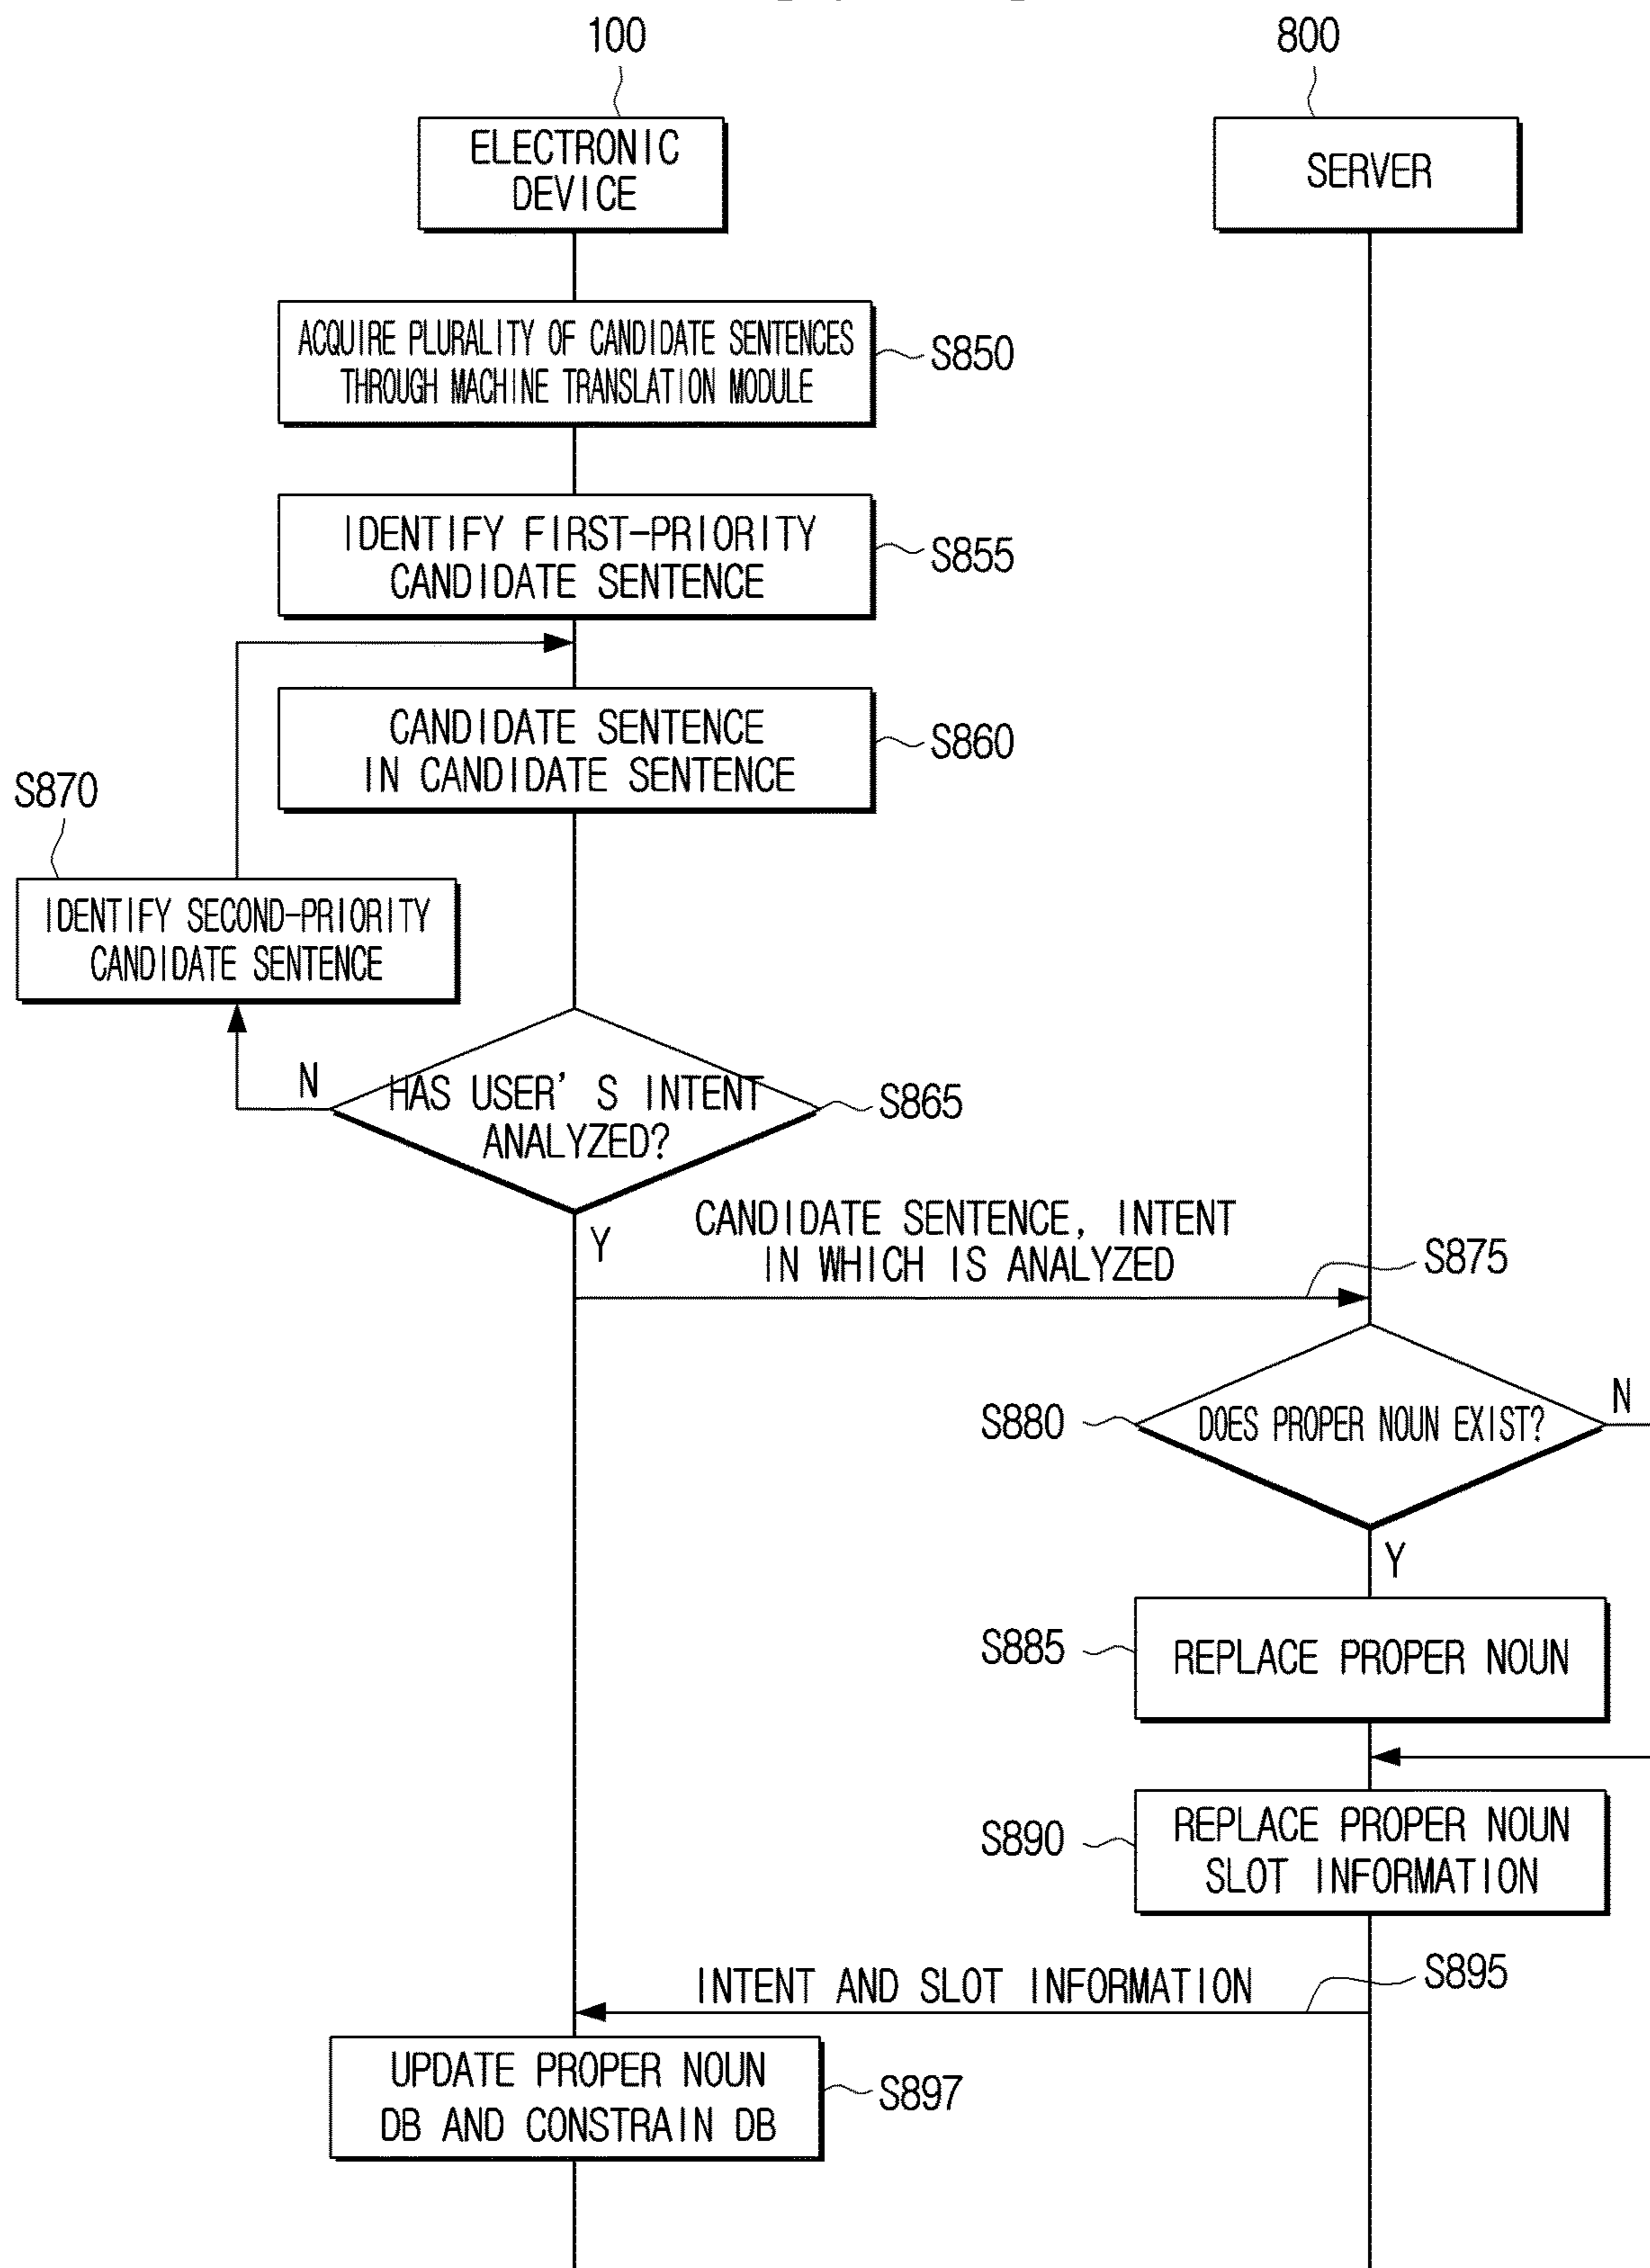 100
800
ELECTRONIC
DEVICE
SERVER
ACQUIRE PLURALITY OF CANDIDATE SENTENCES
THROUGH MACHINE TRANSLATION MODULE
S850
IDENTIFY FIRST-PRIORITY
CANDIDATE SENTENCE
S855
CANDIDATE SENTENCE
IN CANDIDATE SENTENCE
S860
S870
IDENTIFY SECOND-PRIORITY
CANDIDATE SENTENCE
N
HAS USER' S INTENT
ANALYZED?
S865
Y
CANDIDATE SENTENCE, INTENT
IN WHICH IS ANALYZED
S875
S880
DOES PROPER NOUN EXIST?
N
Y
S885
REPLACE PROPER NOUN
S890
REPLACE PROPER NOUN
SLOT INFORMATION
INTENT AND SLOT INFORMATION
S895
UPDATE PROPER NOUN
DB AND CONSTRAIN DB
S897